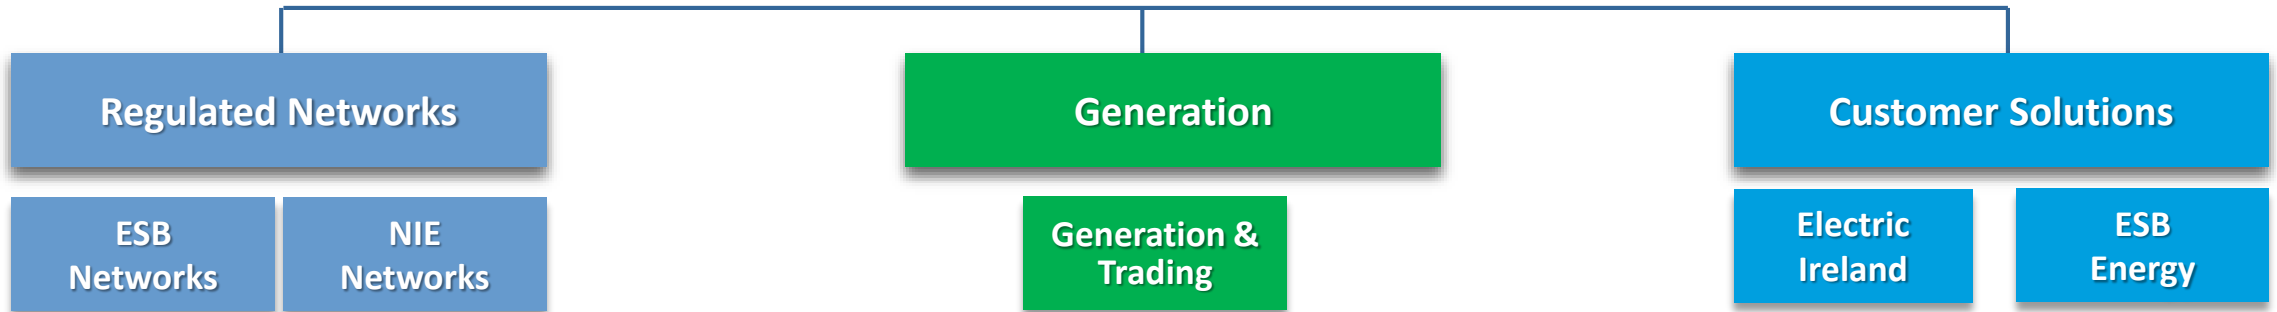 Regulated Networks
Generation
Customer Solutions
ESB
Networks
NIE
Networks
Generation &
Trading
Electric
Ireland
ESB
Energy